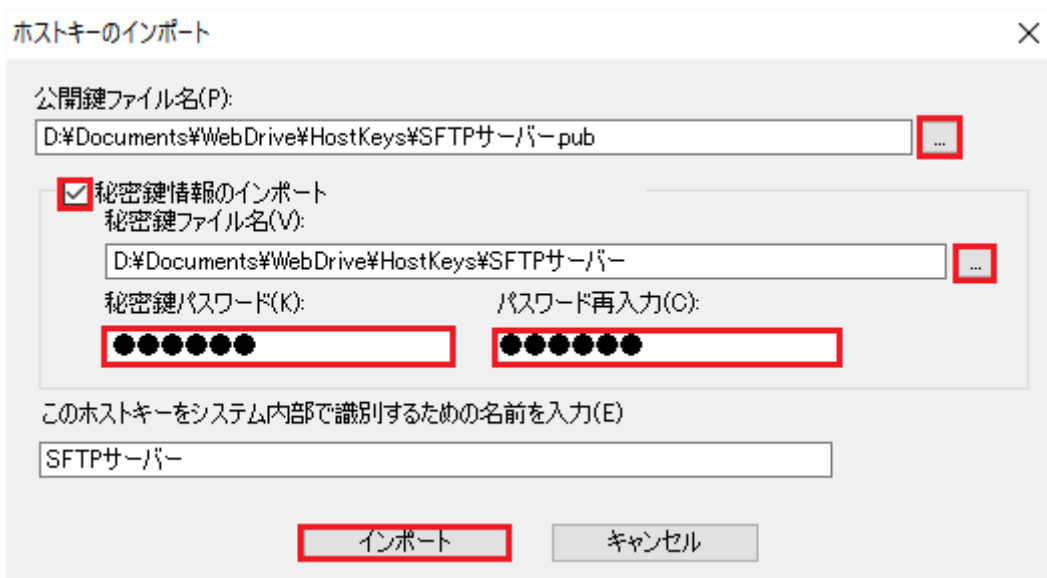 ホストキーのインポート
公開鍵ファイル名(P):
D:¥Documents¥WebDrive¥HostKeys¥SFTPサーバー.pub
...
秘密鍵情報のインポート
秘密鍵ファイル名(V):
D:¥Documents¥WebDrive¥HostKeys¥SFTPサーバー
...
秘密鍵パスワード(K): パスワード再入力(C):
●●●●●● ●●●●●●
このホストキーをシステム内部で識別するための名前を入力(E)
SFTPサーバー
インポート キャンセル